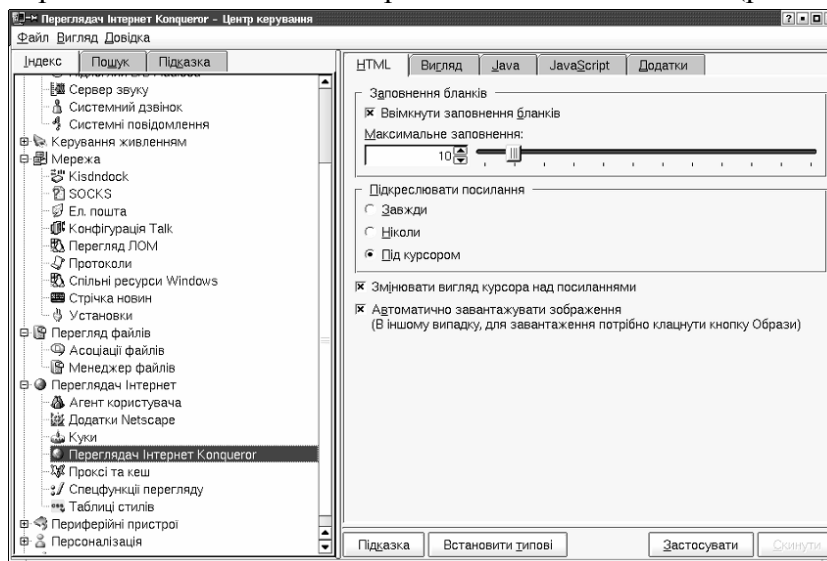 Переглядач Інтернет Konqueror - Центр керування
Файл Вигляд Довідка
Індекс Пошук Підказка
Сервер звуку
Системний дзвінок
Системні повідомлення
Керування живленням
Мережа
Kisdndock
SOCKS
Ел. пошта
Конфігурація Talk
Перегляд ЛОМ
Протоколи
Спільні ресурси Windows
Стрічка новин
Установки
Перегляд файлів
Асоціації файлів
Менеджер файлів
Переглядач Інтернет
Агент користувача
Додатки Netscape
Куки
Переглядач Інтернет Konqueror
Проксі та кеш
Спецфункції перегляду
Таблиці стилів
Периферійні пристрої
Персоналізація
HTML Вигляд Java JavaScript Додатки
Заповнення бланків
Ввімкнути заповнення бланків
Максимальне заповнення:
10
Підкреслювати посилання
Завжди
Ніколи
Під курсором
Змінювати вигляд курсора над посиланнями
Автоматично завантажувати зображення
(В іншому випадку, для завантаження потрібно клацнути кнопку Образи)
Підказка Встановити типові Застосувати Скинути